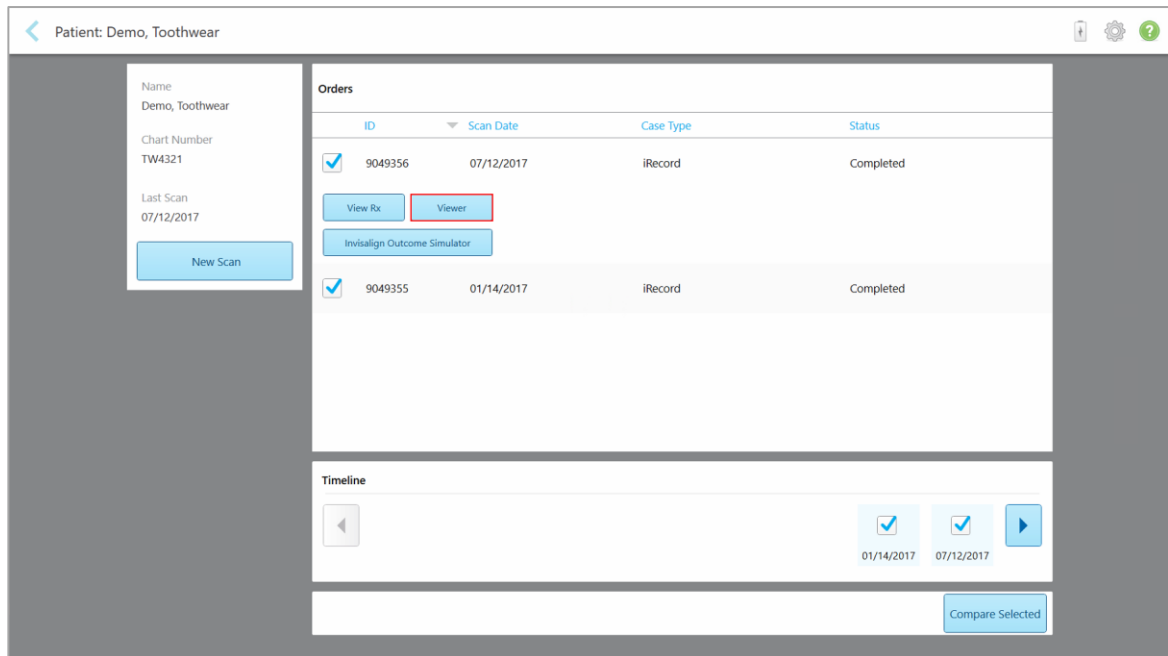 Patient: Demo, Toothwear
?
Name
Demo, Toothwear
Chart Number
TW4321
Last Scan
07/12/2017
New Scan
Orders
ID Scan Date Case Type Status
9049356 07/12/2017 iRecord Completed
View Rx Viewer
Invisalign Outcome Simulator
9049355 01/14/2017 iRecord Completed
Timeline
01/14/2017 07/12/2017
Compare Selected